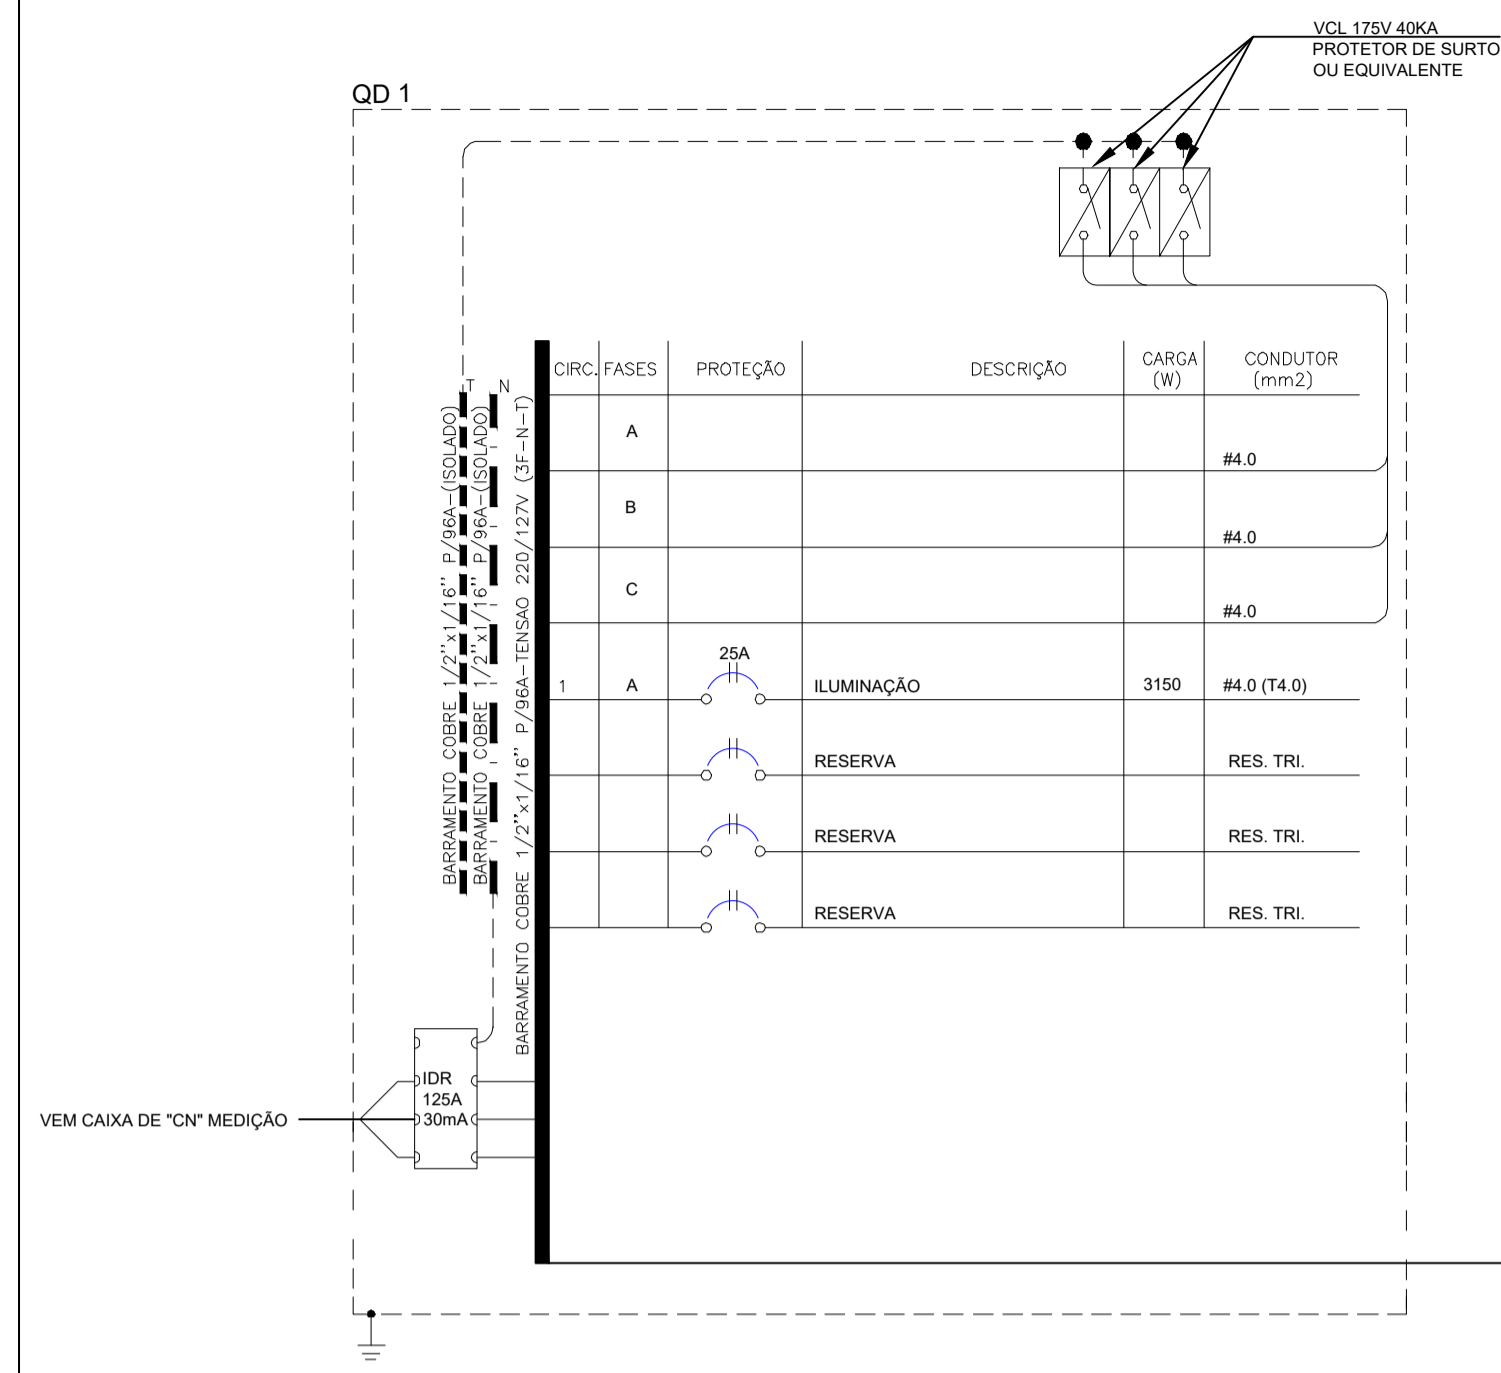 VCL 175V 40KA
PROTETOR DE SURTO
OU EQUIVALENTE
QD 1
CIRC. FASES PROTEÇÃO DESCRIÇÃO CARGA (W) CONDUTOR (mm2)
T N
BARRAMENTO COBRE 1/2"x1/16" P/96A-(ISOLADO)
BARRAMENTO COBRE 1/2"x1/16" P/96A-(ISOLADO)
BARRAMENTO COBRE 1/2"x1/16" P/96A-TENSAO 220/127V (3F-N-T)
A
#4.0
B
#4.0
C
#4.0
25A
1 A ILUMINAÇÃO 3150 #4.0 (T4.0)
RESERVA RES. TRI.
RESERVA RES. TRI.
RESERVA RES. TRI.
IDR
125A
30mA
VEM CAIXA DE "CN" MEDIÇÃO